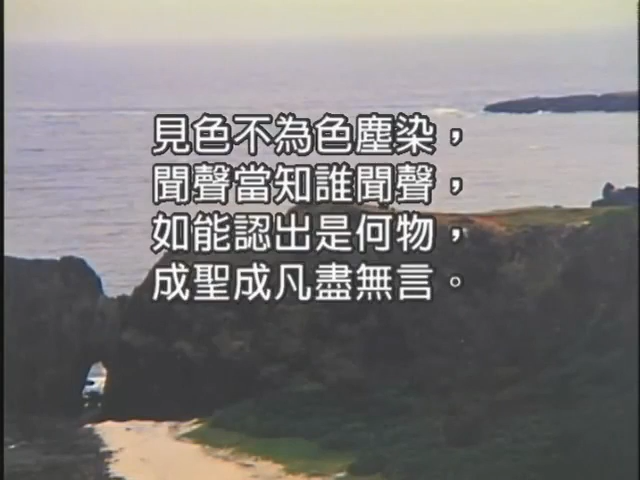 見色不為色塵染，
聞聲當知誰聞聲，
如能認出是何物，
成聖成凡盡無言。